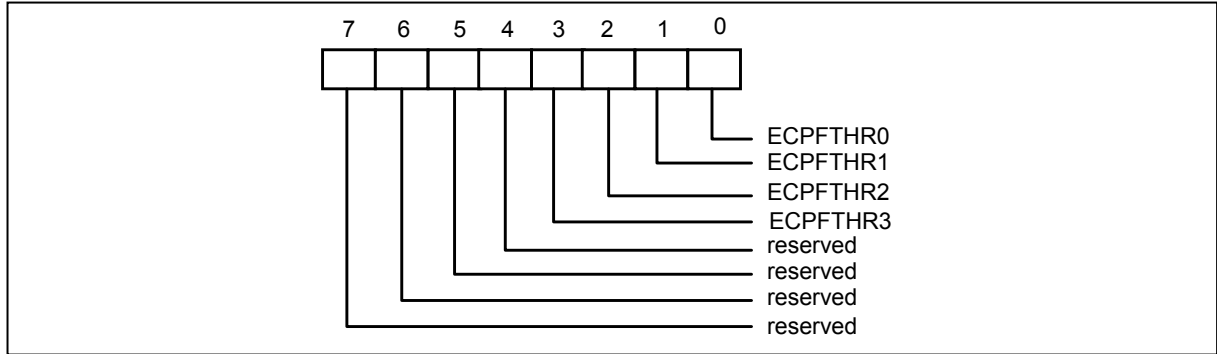 7 6 5 4 3 2 1 0
ECPFTHR0
ECPFTHR1
ECPFTHR2
ECPFTHR3
reserved
reserved
reserved
reserved